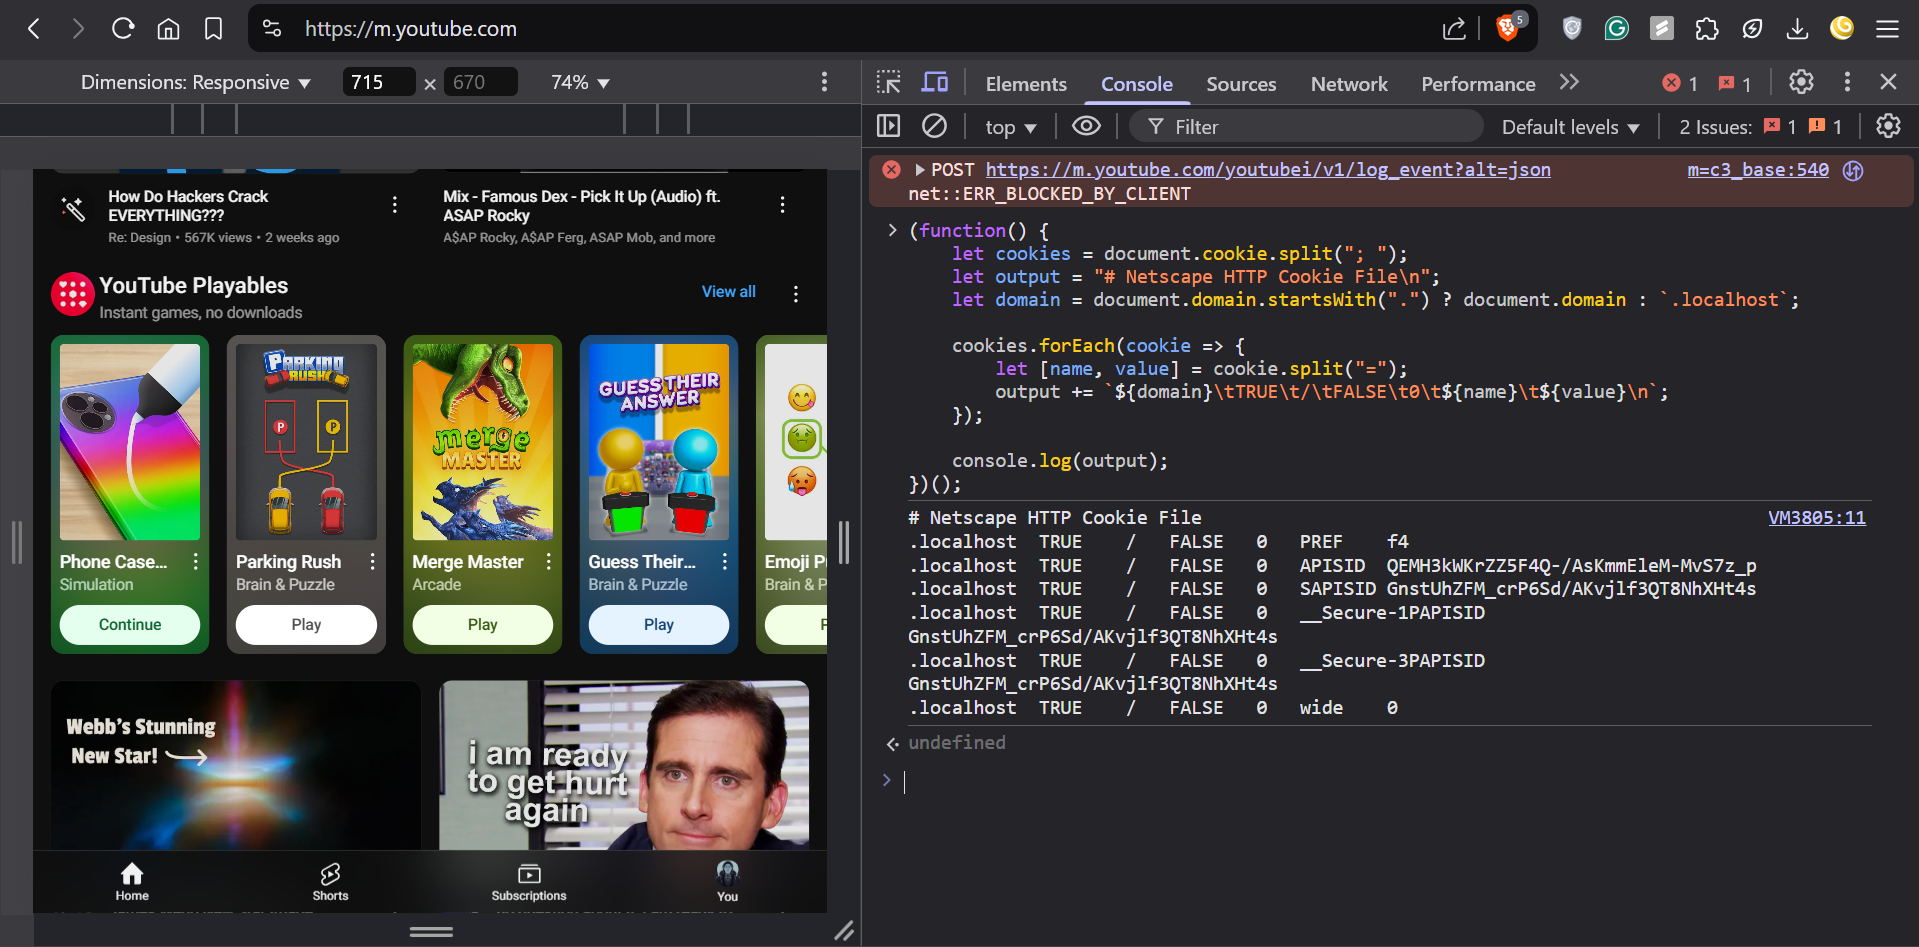 https://m.youtube.com
5
Dimensions: Responsive ▼ 715 × 670 74% ▼
Elements Console Sources Network Performance 1 1
top ▼ Filter Default levels ▼ 2 Issues: 1 1
How Do Hackers Crack
EVERYTHING???
Re: Design • 567K views • 2 weeks ago
Mix - Famous Dex - Pick It Up (Audio) ft.
ASAP Rocky
A$AP Rocky, A$AP Ferg, ASAP Mob, and more
YouTube Playables
Instant games, no downloads
View all
PARKING
RUSH
P P
merge
MASTER
GUESS THEIR
ANSWER
Phone Case...
Simulation
Continue
Parking Rush
Brain & Puzzle
Play
Merge Master
Arcade
Play
Guess Their...
Brain & Puzzle
Play
Emoji P
Brain & Puzzle
Webb's Stunning
New Star!
i am ready
to get hurt
again
Home Shorts Subscriptions You
POST https://m.youtube.com/youtubei/v1/log_event?alt=json m=c3_base:540
net::ERR_BLOCKED_BY_CLIENT
(function() {
let cookies = document.cookie.split("; ");
let output = "# Netscape HTTP Cookie File\n";
let domain = document.domain.startsWith(".") ? document.domain : `.localhost`;
cookies.forEach(cookie => {
let [name, value] = cookie.split("=");
output += `${domain}\tTRUE\t/\tFALSE\t0\t${name}\t${value}\n`;
});
console.log(output);
})();
# Netscape HTTP Cookie File VM3805:11
.localhost TRUE / FALSE 0 PREF f4
.localhost TRUE / FALSE 0 APISID QEMH3kWKrZZ5F4Q-/AsKmmEleM-MvS7z_p
.localhost TRUE / FALSE 0 SAPISID GnstUhZFM_crP6Sd/AKvjlf3QT8NhXHt4s
.localhost TRUE / FALSE 0 __Secure-1PAPISID
GnstUhZFM_crP6Sd/AKvjlf3QT8NhXHt4s
.localhost TRUE / FALSE 0 __Secure-3PAPISID
GnstUhZFM_crP6Sd/AKvjlf3QT8NhXHt4s
.localhost TRUE / FALSE 0 wide 0
undefined